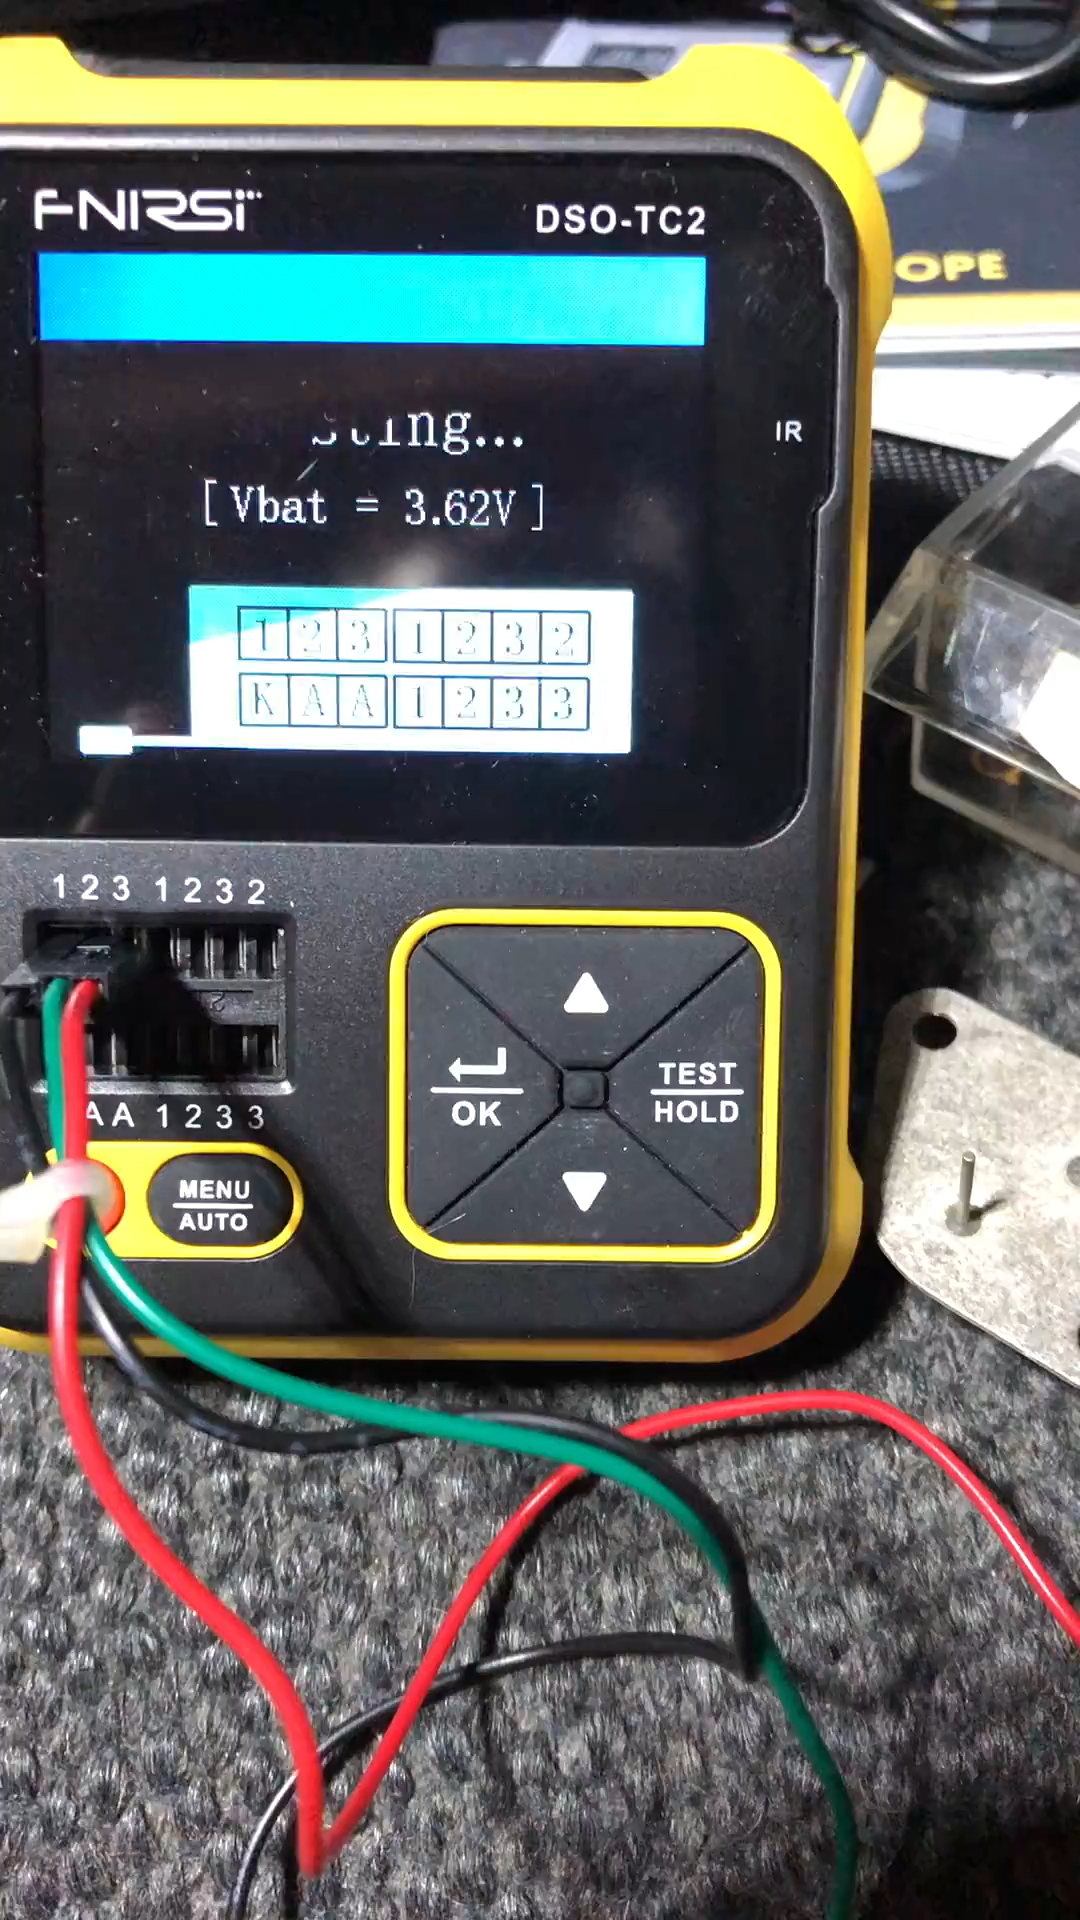 FNIRSI
DSO-TC2
OPE
IR
sting...
[Vbat = 3.62V]
1 2 3 1 2 3 2
K A A 1 2 3 3
1 2 3 1 2 3 2
A A 1 2 3 3
OK
TEST
HOLD
MENU
AUTO